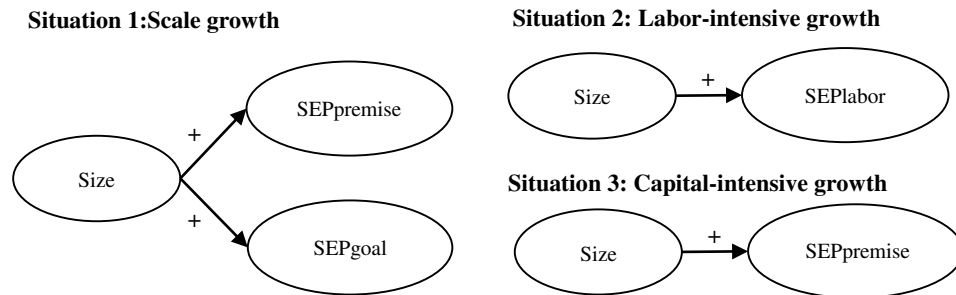 Situation 1:Scale growth
SEPpremise
+
Size
+
SEPgoal
Situation 2: Labor-intensive growth
Size
+
SEPlabor
Situation 3: Capital-intensive growth
Size
+
SEPpremise